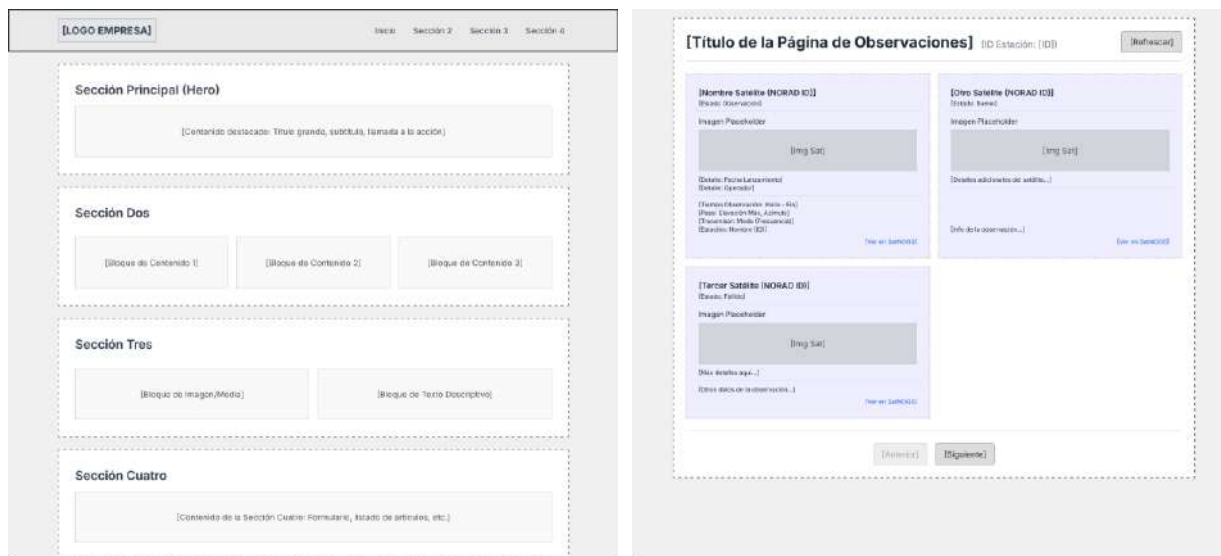 [LOGO EMPRESA]
Inicio Sección 2 Sección 3 Sección 4
Sección Principal (Hero)
[Contenido destacado: Título grande, subtítulo, llamada a la acción]
Sección Dos
[Bloque de Contenido 1] [Bloque de Contenido 2] [Bloque de Contenido 3]
Sección Tres
[Bloque de Imagen/Media] [Bloque de Texto Descriptivo]
Sección Cuatro
[Contenido de la Sección Cuatro: Formulario, listado de artículos, etc.]
[Título de la Página de Observaciones] (ID Estación: [ID])
[Refrescar]
[Nombre Satélite (NORAD ID)]
[Estado Observación]
Imagen Placeholder
[Img Sat]
[Detalle: Fecha Lanzamiento]
[Detalle: Operador]
[Tiempo Observación: Inicio - Fin]
[Paso: Elevación Máx, Azimuts]
[Transmisor: Modo (Frecuencia)]
[Estación: Nombre (ID)]
[Ver en SatNOGS]
[Otro Satélite (NORAD ID)]
[Estado: Bueno]
Imagen Placeholder
[Img Sat]
[Detalles adicionales del satélite...]
[Info de la observación...]
[Ver en SatNOGS]
[Tercer Satélite (NORAD ID)]
[Estado: Fallido]
Imagen Placeholder
[Img Sat]
[Más detalles aquí...]
[Otros datos de la observación...]
[Ver en SatNOGS]
[Anterior] [Siguiente]